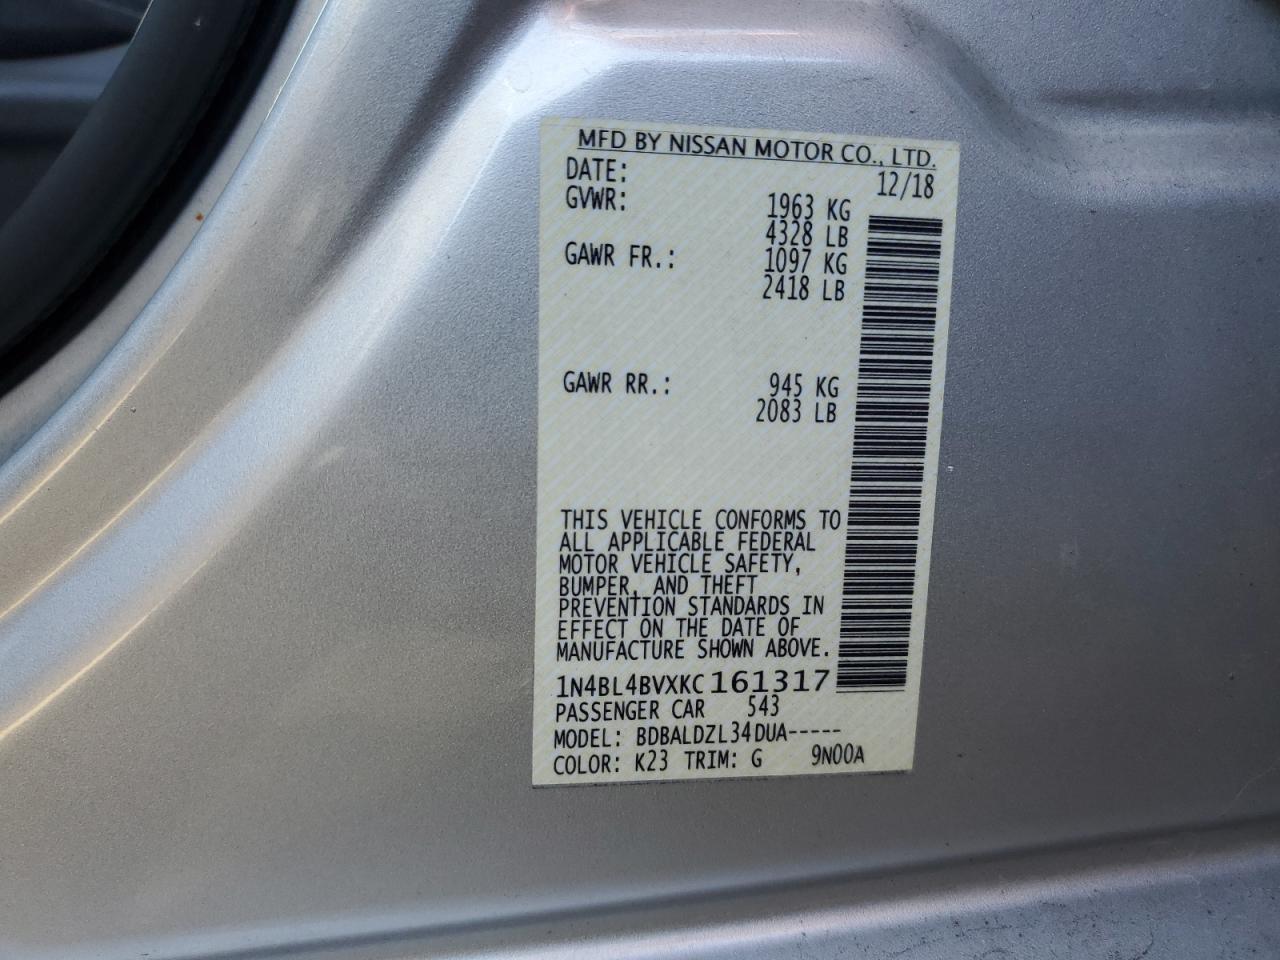 MFD BY NISSAN MOTOR CO., LTD.
DATE: 12/18
GVWR: 1963 KG
4328 LB
GAWR FR.: 1097 KG
2418 LB
GAWR RR.: 945 KG
2083 LB
THIS VEHICLE CONFORMS TO
ALL APPLICABLE FEDERAL
MOTOR VEHICLE SAFETY,
BUMPER, AND THEFT
PREVENTION STANDARDS IN
EFFECT ON THE DATE OF
MANUFACTURE SHOWN ABOVE.
1N4BL4BVXKC161317
PASSENGER CAR 543
MODEL: BDBALDZL34DUA-----
COLOR: K23 TRIM: G 9N00A